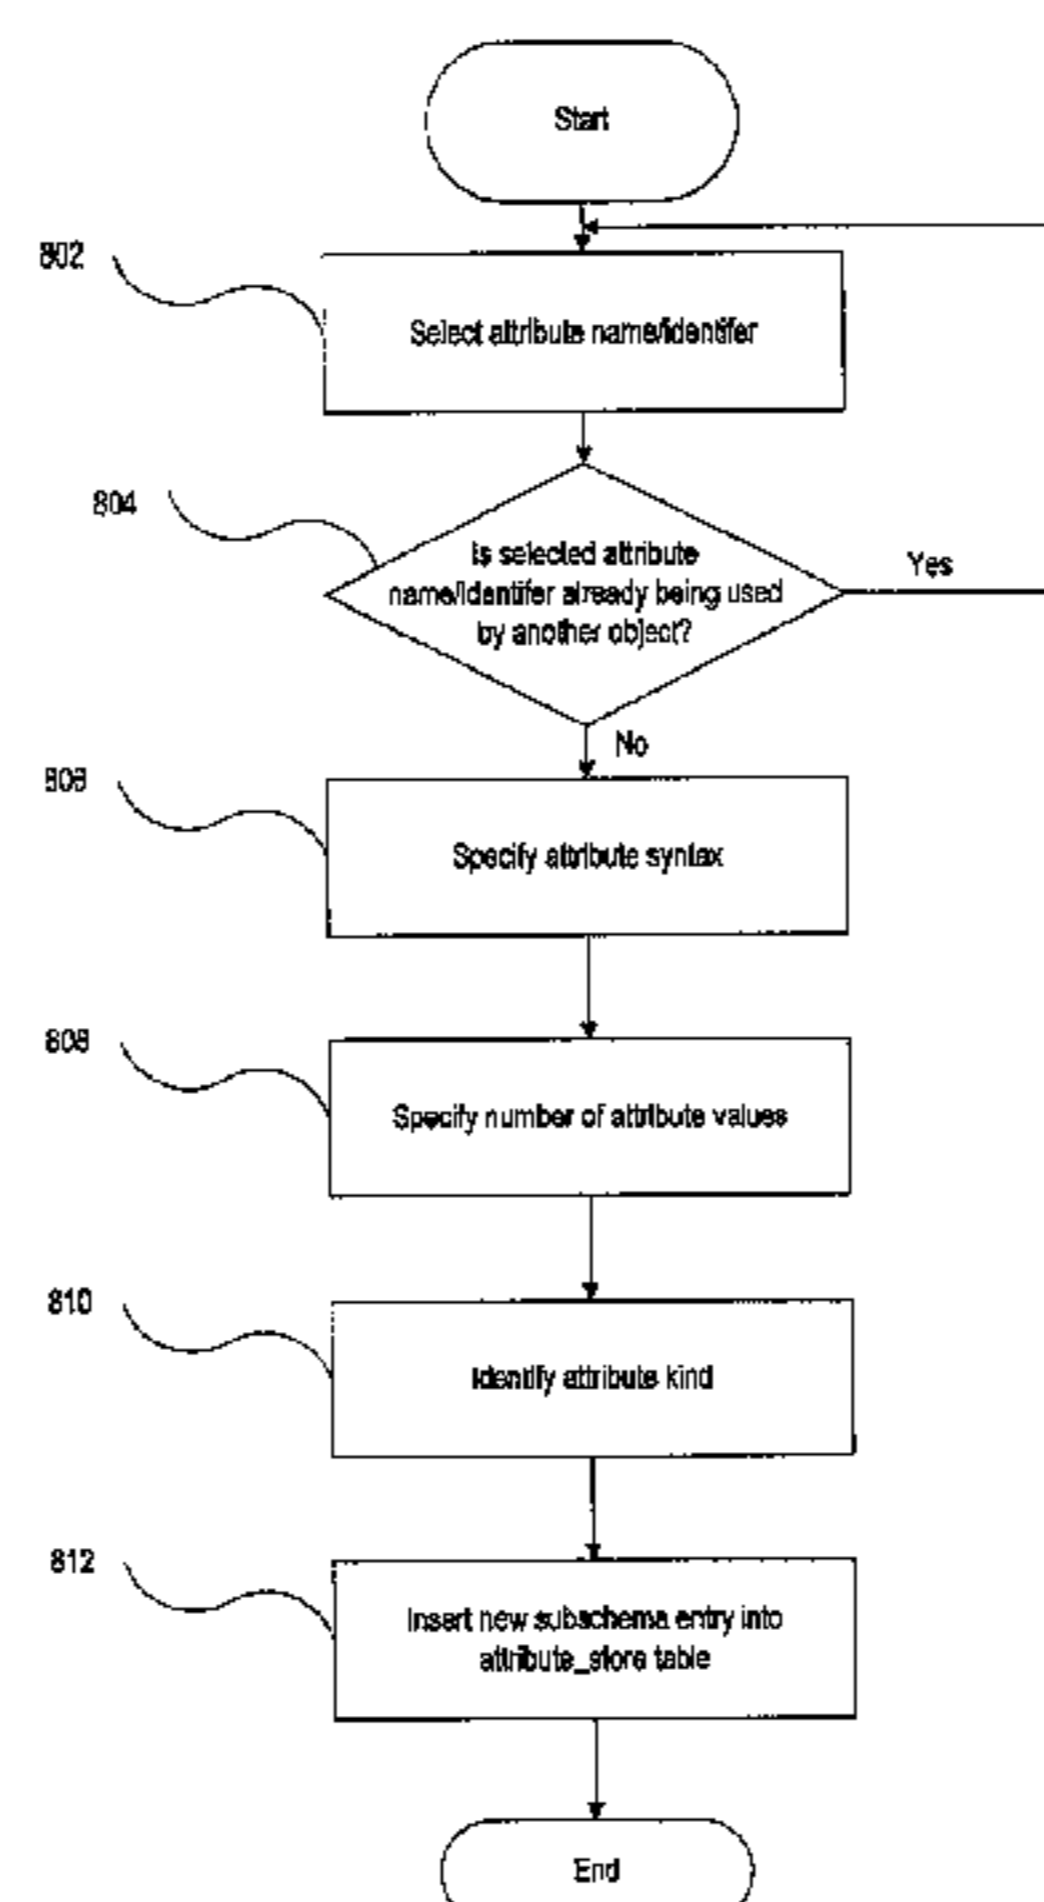 Start
802
Select attribute name/identifer
804
Is selected attribute
name/identifer already being used
by another object?
Yes
No
806
Specify attribute syntax
808
Specify number of attribute values
810
Identify attribute kind
812
Insert new subschema entry into
attribute_store table
End